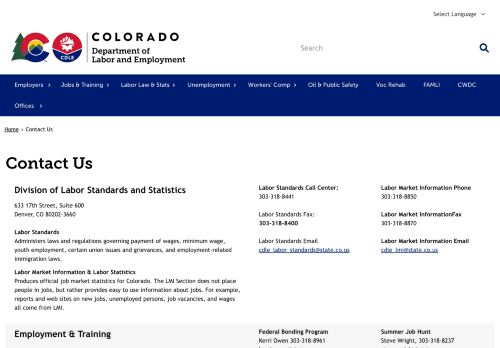 Select Language
COLORADO
Department of
Labor and Employment
CDLE
Search
Employers
Jobs & Training
Labor Law & Stats
Unemployment
Workers' Comp
Oil & Public Safety
Voc Rehab
FAMLI
CWDC
Offices
Home › Contact Us
Contact Us
Division of Labor Standards and Statistics
633 17th Street, Suite 600
Denver, CO 80202-3660
Labor Standards
Administers laws and regulations governing payment of wages, minimum wage,
youth employment, certain union issues and grievances, and employment-related
immigration laws.
Labor Market Information & Labor Statistics
Produces official job market statistics for Colorado. The LMI Section does not place
people in jobs, but rather provides easy to use information about jobs. For example,
reports and web sites on new jobs, unemployed persons, job vacancies, and wages
all come from LMI.
Labor Standards Call Center:
303-318-8441
Labor Standards Fax:
303-318-8400
Labor Standards Email
cdle_labor_standards@state.co.us
Labor Market Information Phone
303-318-8850
Labor Market InformationFax
303-318-8870
Labor Market Information Email
cdle_lmi@state.co.us
Employment & Training
Federal Bonding Program
Kerri Owen 303-318-8961
Summer Job Hunt
Steve Wright, 303-318-8237